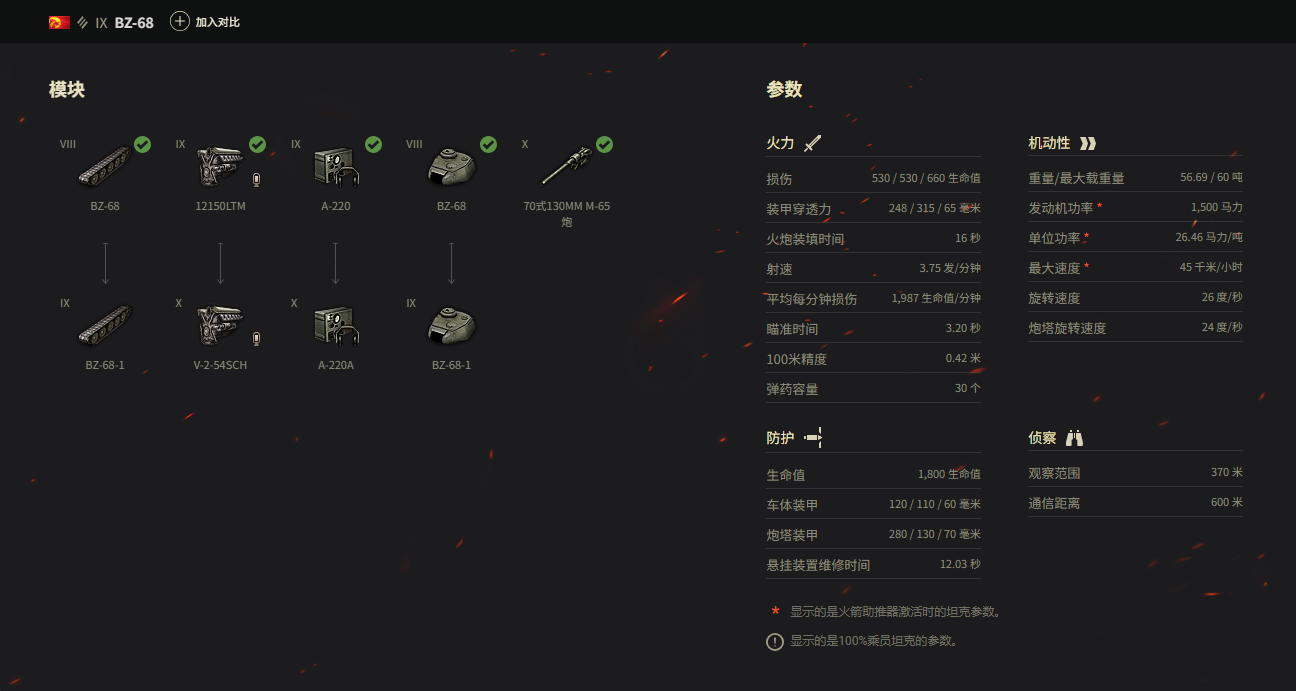 IX BZ-68 加入对比
模块
VIII
IX
IX
VIII
X
BZ-68
12150LTM
A-220
BZ-68
70式130MM M-65
炮
IX
X
X
IX
BZ-68-1
V-2-54SCH
A-220A
BZ-68-1
参数
火力
损伤 530 / 530 / 660 生命值
装甲穿透力 248 / 315 / 65 毫米
火炮装填时间 16 秒
射速 3.75 发/分钟
平均每分钟损伤 1,987 生命值/分钟
瞄准时间 3.20 秒
100米精度 0.42 米
弹药容量 30 个
机动性
重量/最大载重量 56.69 / 60 吨
发动机功率 * 1,500 马力
单位功率 * 26.46 马力/吨
最大速度 * 45 千米/小时
旋转速度 26 度/秒
炮塔旋转速度 24 度/秒
防护
生命值 1,800 生命值
车体装甲 120 / 110 / 60 毫米
炮塔装甲 280 / 130 / 70 毫米
悬挂装置维修时间 12.03 秒
侦察
观察范围 370 米
通信距离 600 米
* 显示的是火箭助推器激活时的坦克参数。
显示的是100%乘员坦克的参数。